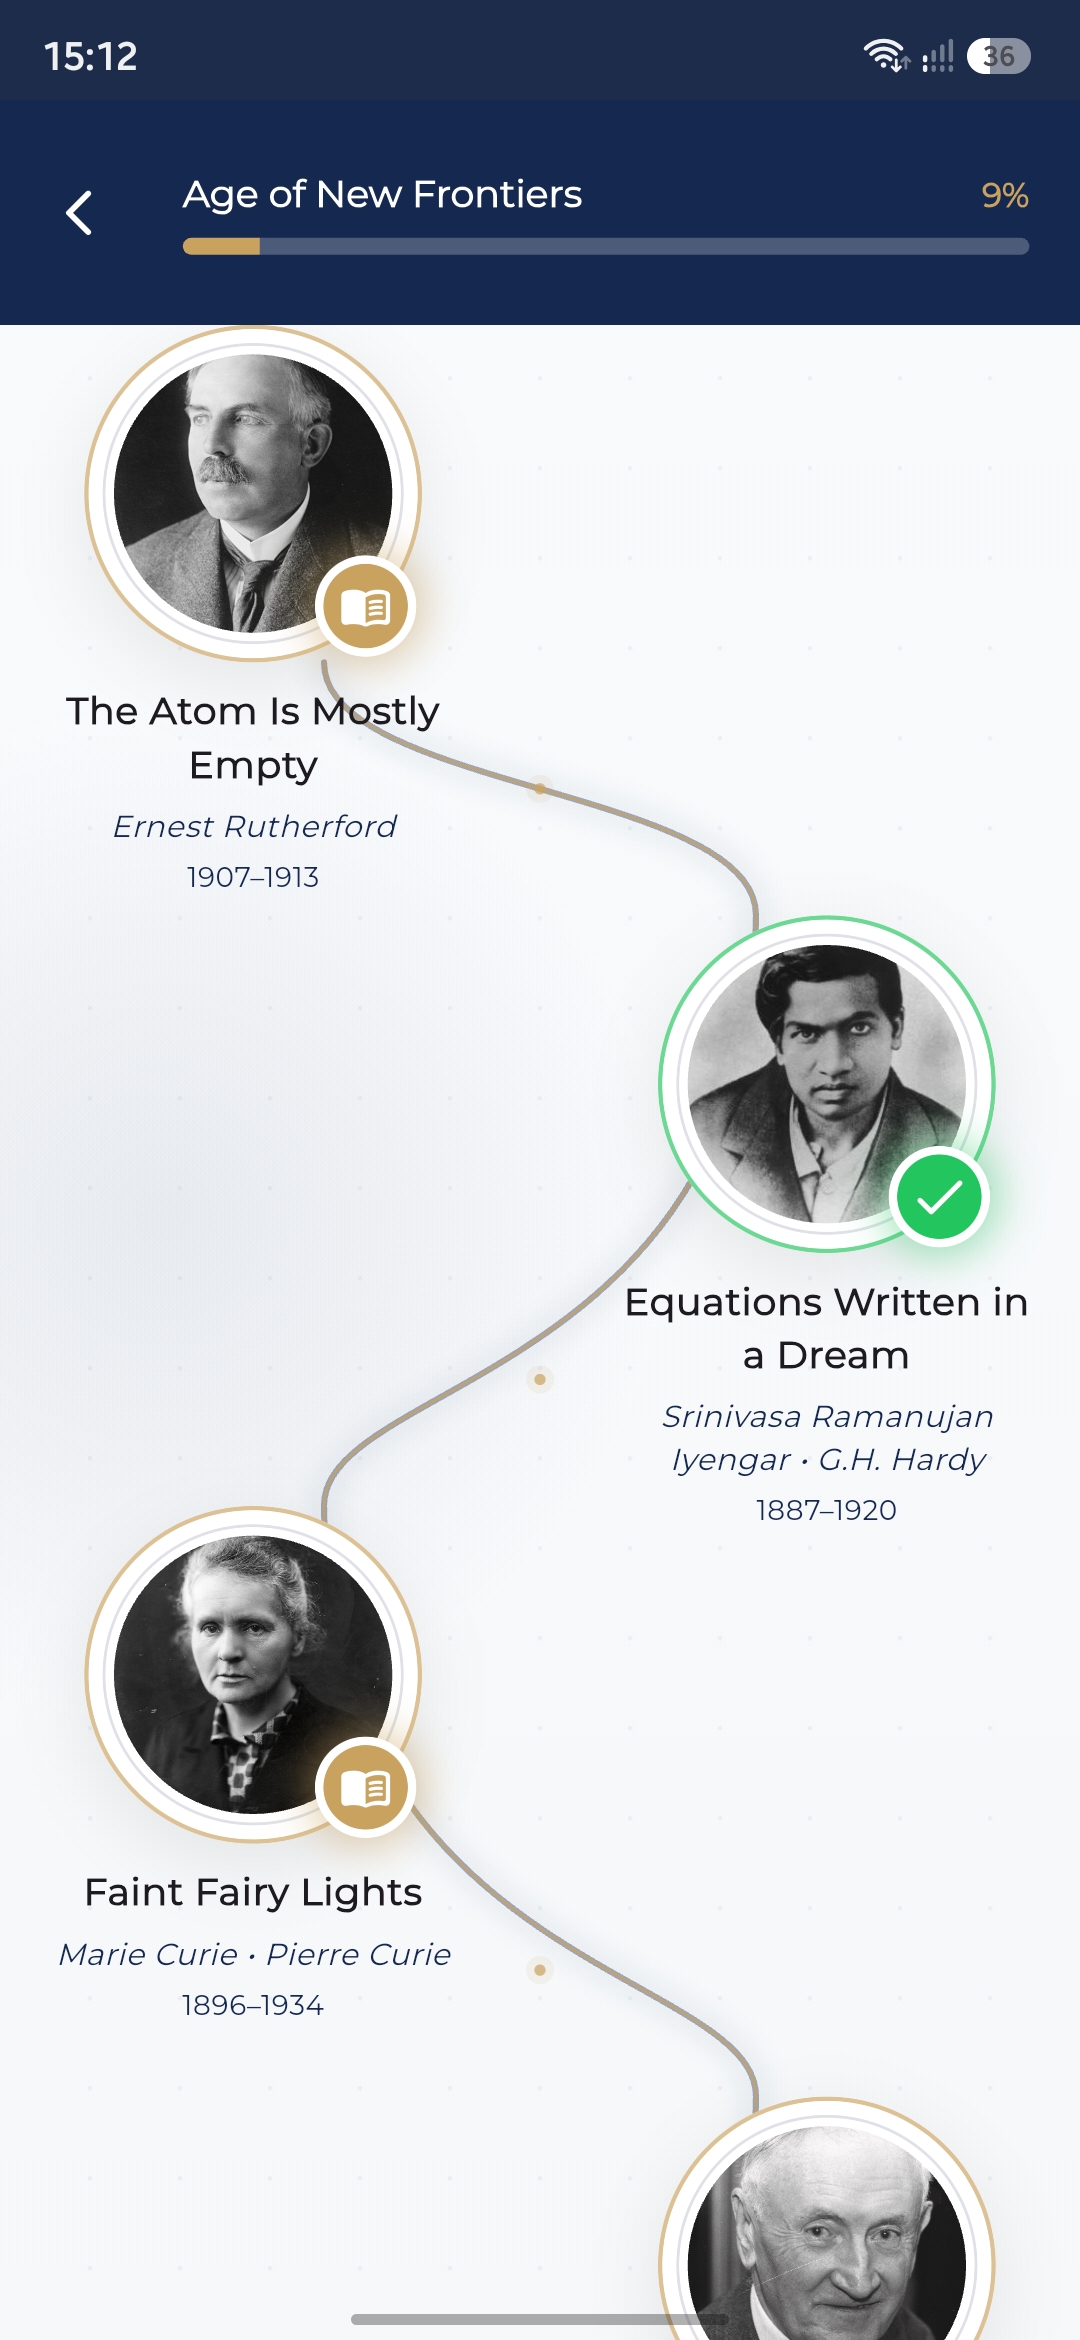 15:12
36
Age of New Frontiers
9%
The Atom Is Mostly
Empty
Ernest Rutherford
1907–1913
Equations Written in
a Dream
Srinivasa Ramanujan
Iyengar • G.H. Hardy
1887–1920
Faint Fairy Lights
Marie Curie • Pierre Curie
1896–1934